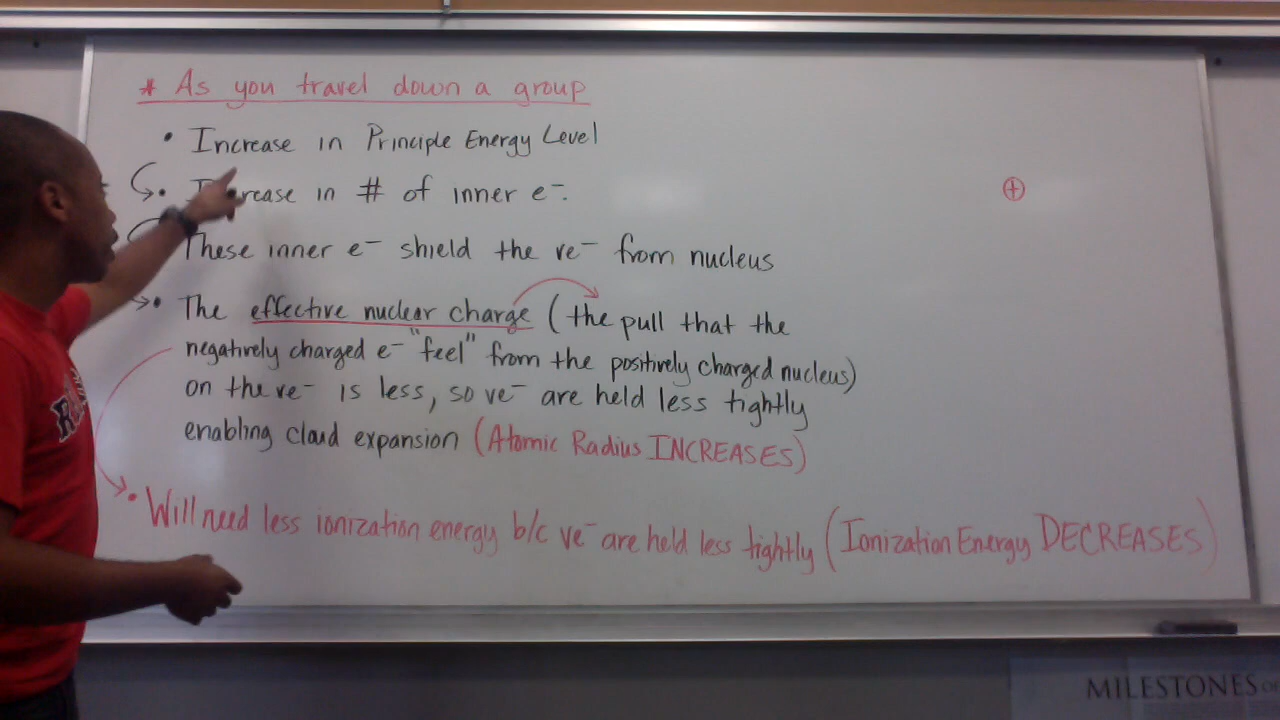 * As you travel down a group
• Increase in Principle Energy Level
• Increase in # of inner e⁻.
These inner e⁻ shield the ve⁻ from nucleus
• The effective nuclear charge (the pull that the
negatively charged e⁻ "feel" from the positively charged nucleus)
on the ve⁻ is less, so ve⁻ are held less tightly
enabling cloud expansion (Atomic Radius INCREASES)
• Will need less ionization energy b/c ve⁻ are held less tightly (Ionization Energy DECREASES)
+
MILESTONES